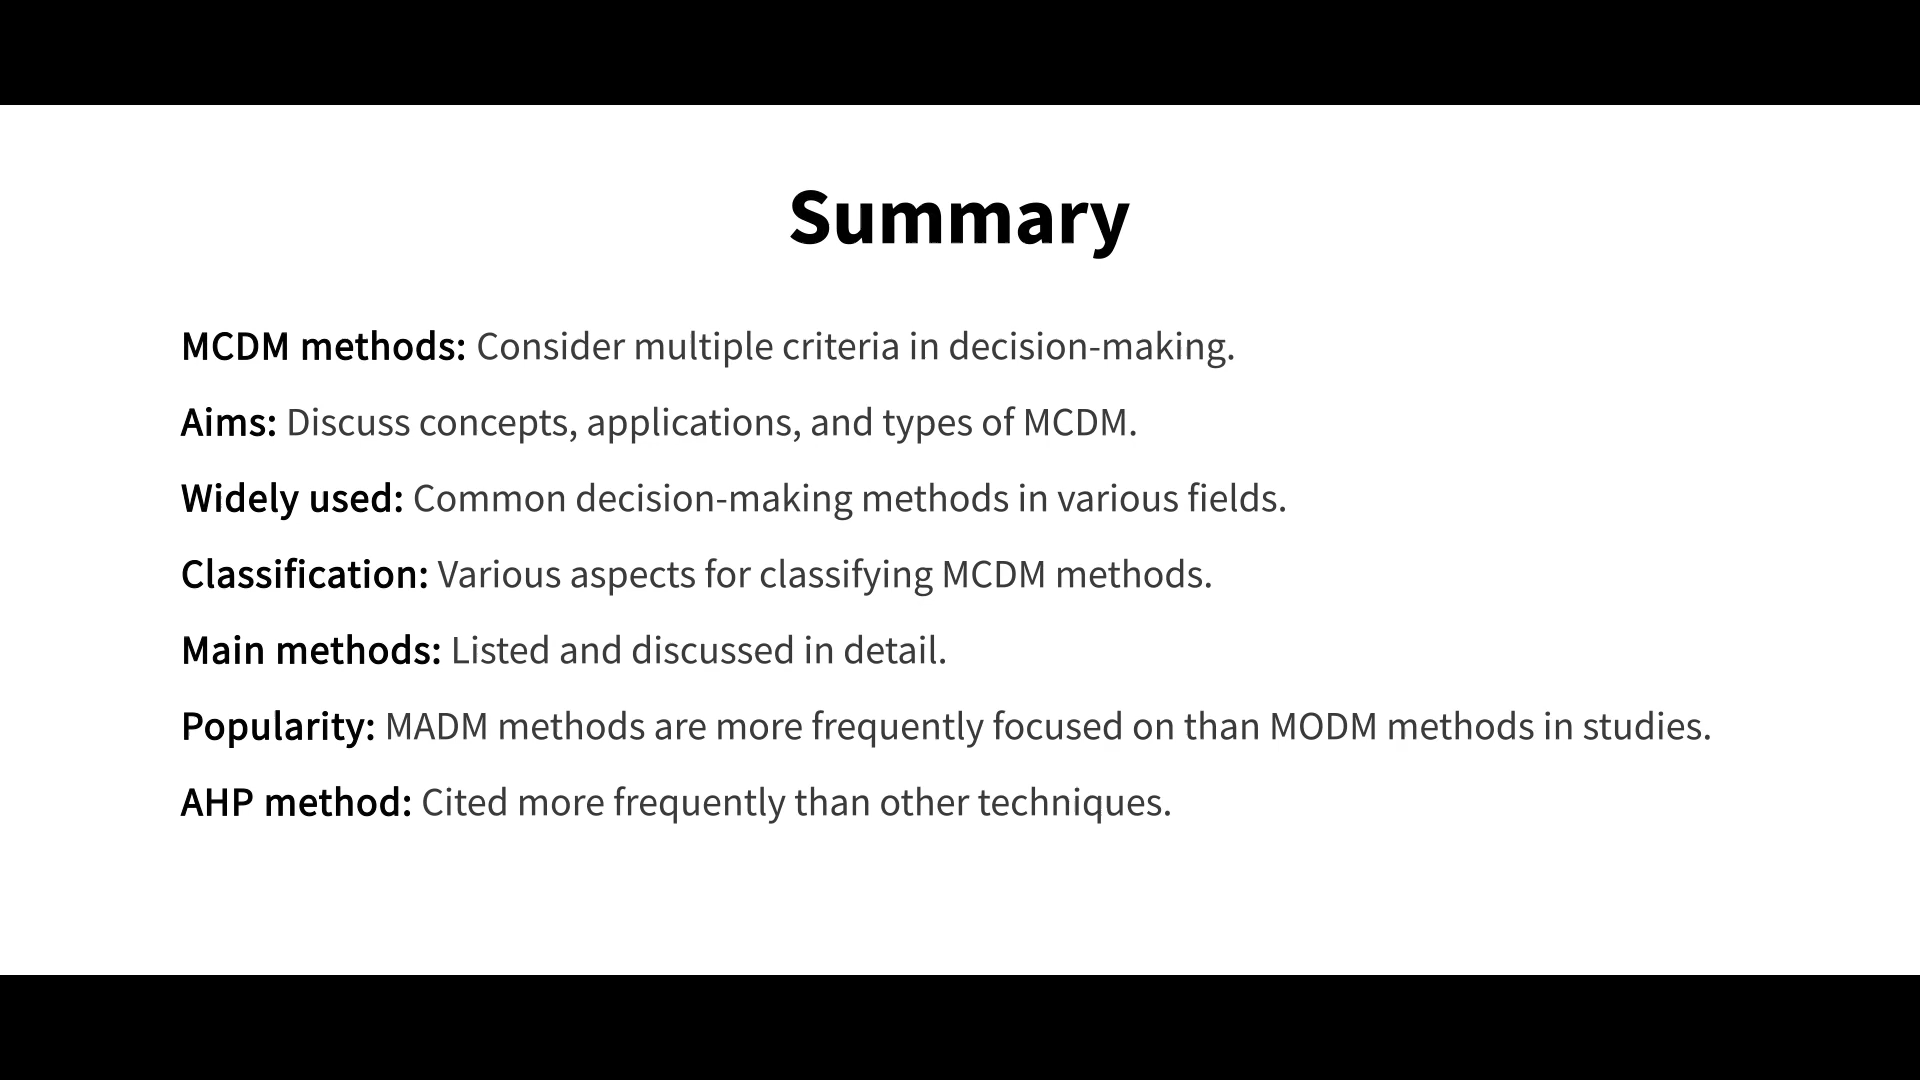 Summary
MCDM methods: Consider multiple criteria in decision-making.
Aims: Discuss concepts, applications, and types of MCDM.
Widely used: Common decision-making methods in various fields.
Classification: Various aspects for classifying MCDM methods.
Main methods: Listed and discussed in detail.
Popularity: MADM methods are more frequently focused on than MODM methods in studies.
AHP method: Cited more frequently than other techniques.